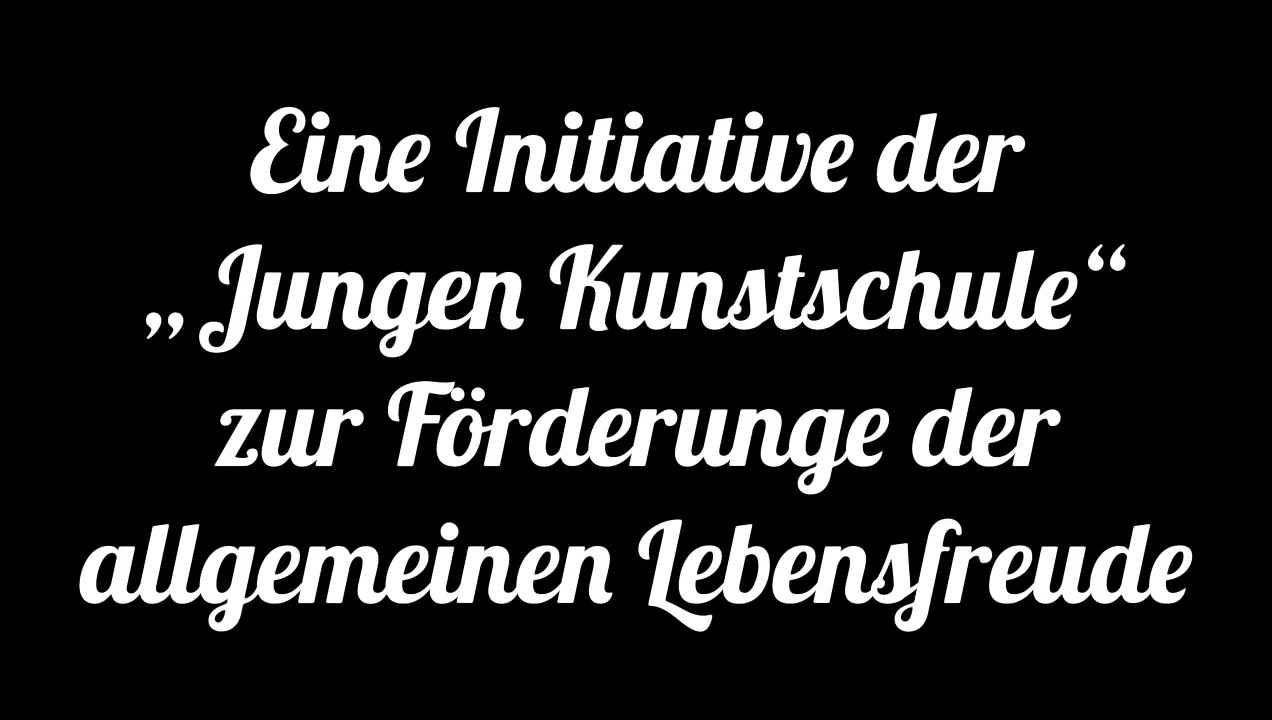 Eine Initiative der
„Jungen Kunstschule“
zur Förderunge der
allgemeinen Lebensfreude